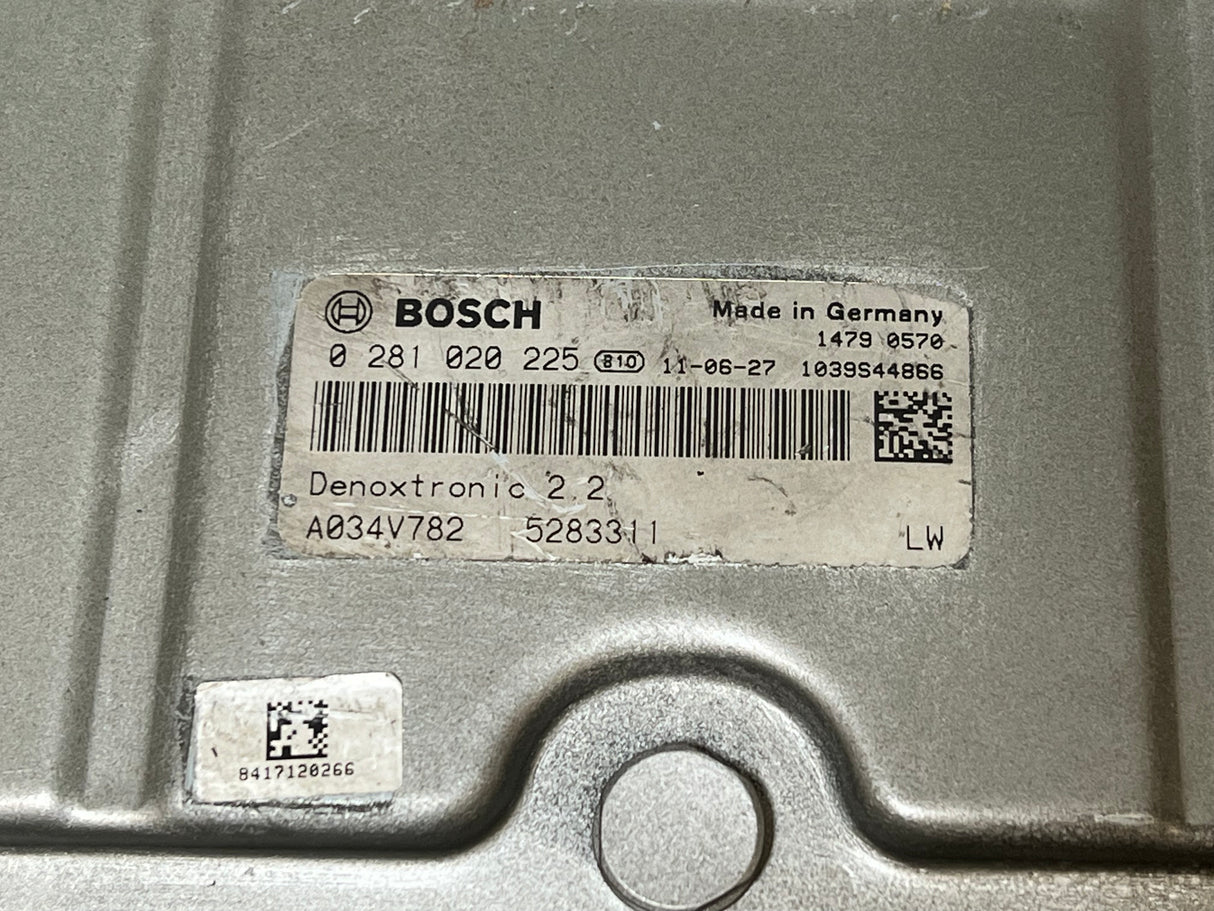 BOSCH Made in Germany
1479 0570
0 281 020 225 810 11-06-27 1039S44866
Denoxtronic 2.2
A034V782 5283311 LW
8417120266